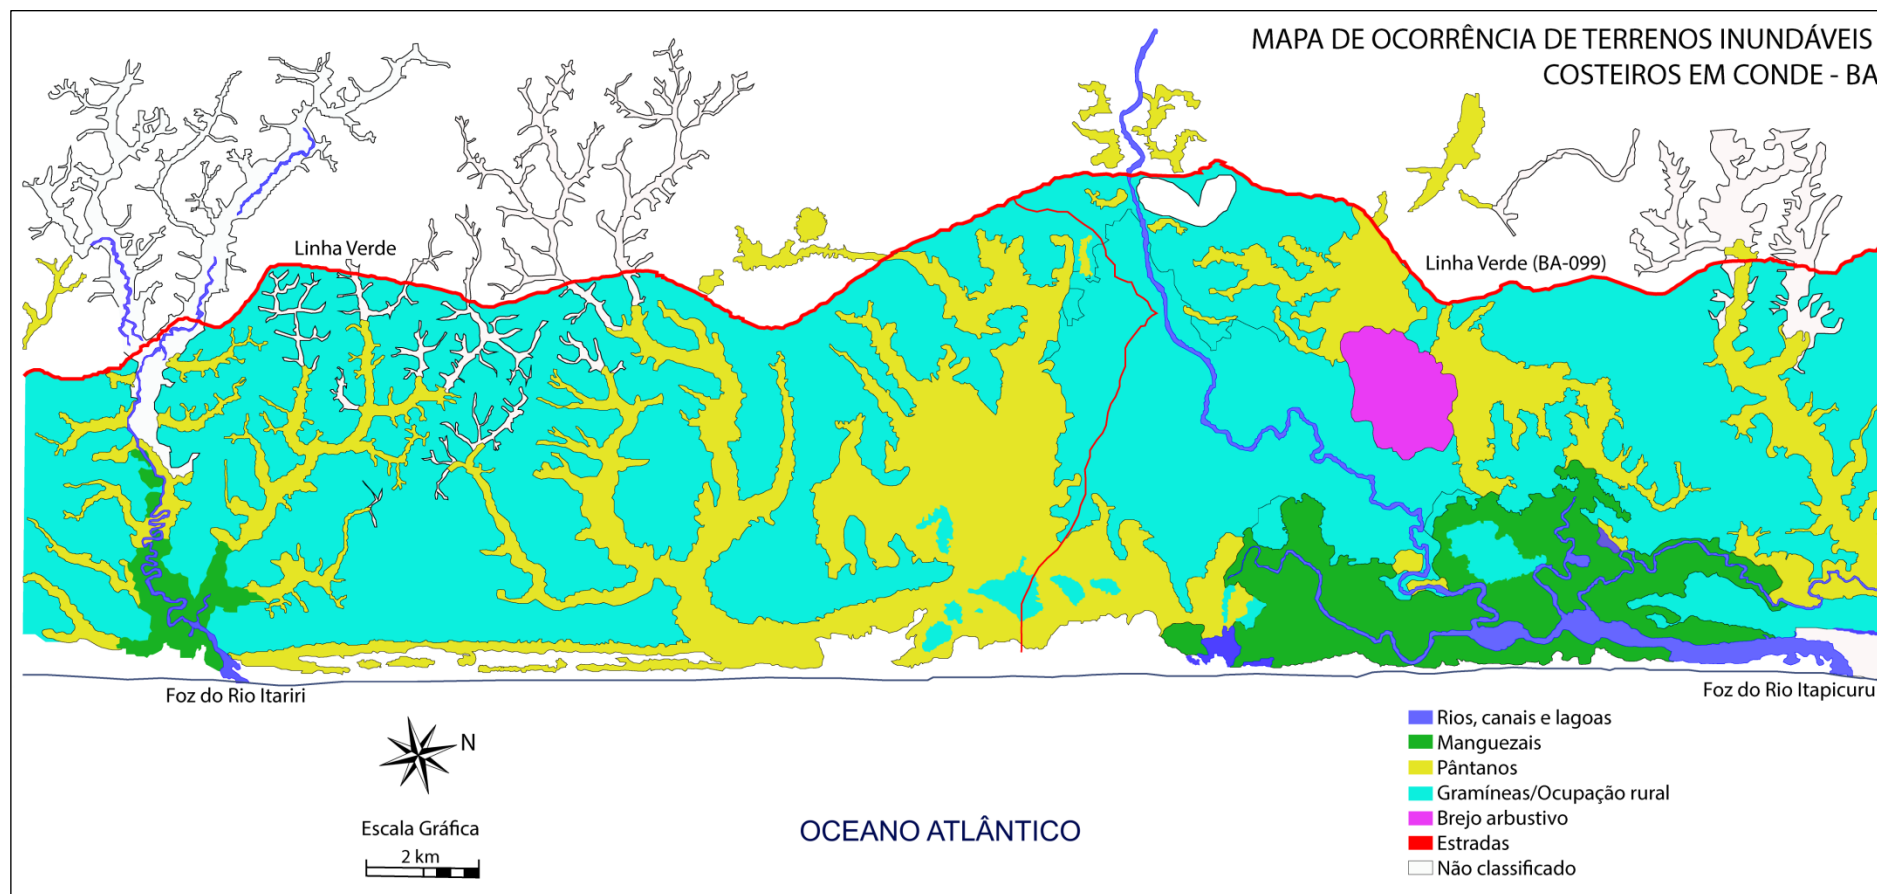 MAPA DE OCORRÊNCIA DE TERRENOS INUNDÁVEIS
COSTEIROS EM CONDE - BA
Linha Verde
Linha Verde (BA-099)
Foz do Rio Itariri
Foz do Rio Itapicuru
N
Escala Gráfica
2 km
OCEANO ATLÂNTICO
Rios, canais e lagoas
Manguezais
Pântanos
Gramíneas/Ocupação rural
Brejo arbustivo
Estradas
Não classificado